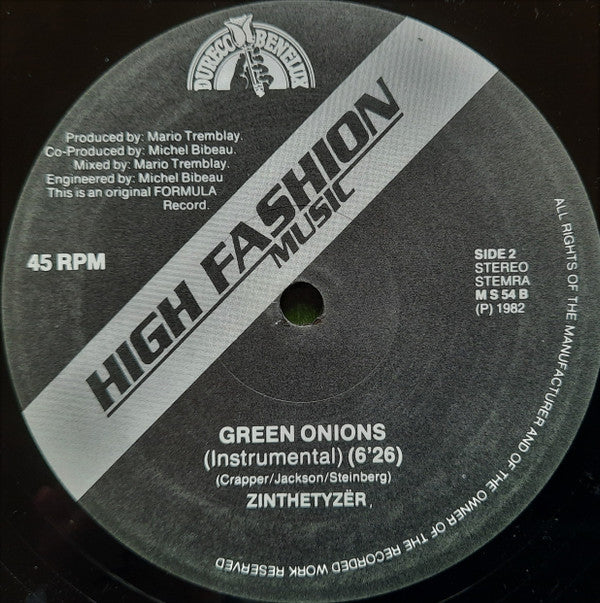 DURECO BENELUX
Produced by: Mario Tremblay.
Co-Produced by: Michel Bibeau.
Mixed by: Mario Tremblay.
Engineered by: Michel Bibeau
This is an original FORMULA
Record.
45 RPM
HIGH FASHION
MUSIC
SIDE 2
STEREO
STEMRA
M S 54 B
(P) 1982
GREEN ONIONS
(Instrumental) (6'26)
(Crapper/Jackson/Steinberg)
ZINTHETYZËR
ALL RIGHTS OF THE MANUFACTURER AND OF THE OWNER OF THE RECORDED WORK RESERVED